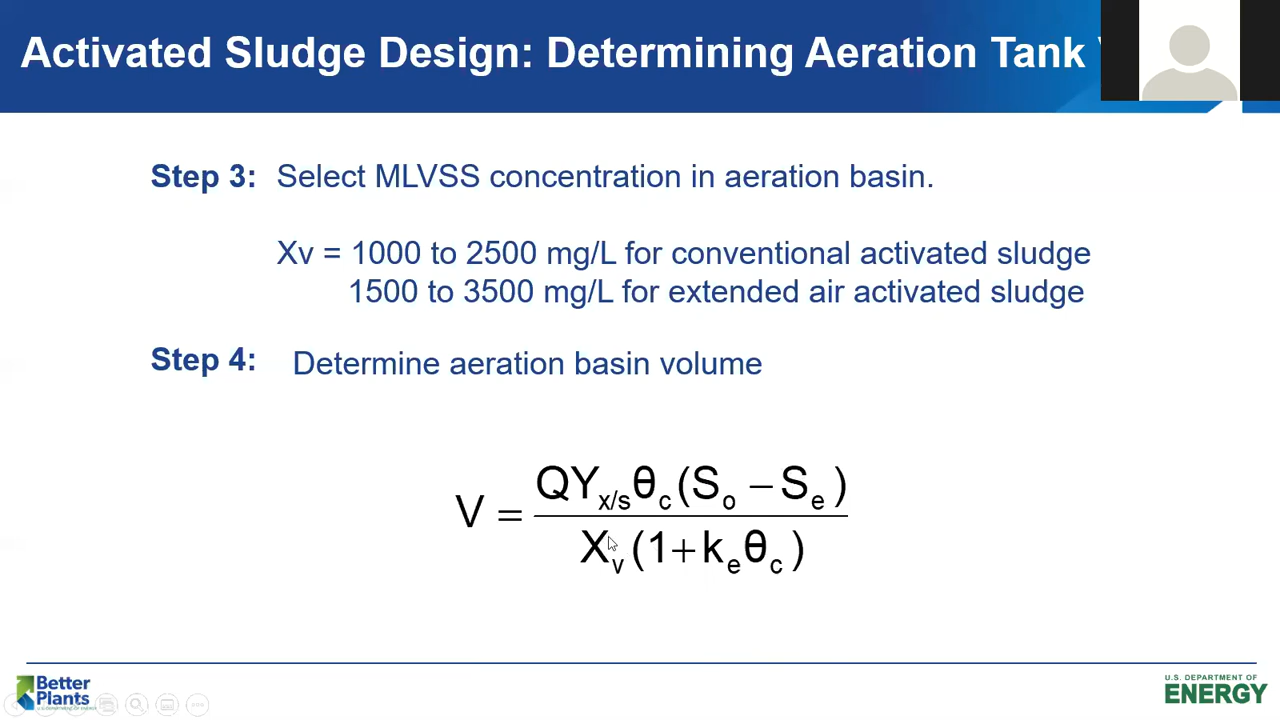 Activated Sludge Design: Determining Aeration Tank
Step 3: Select MLVSS concentration in aeration basin.
Xv = 1000 to 2500 mg/L for conventional activated sludge
1500 to 3500 mg/L for extended air activated sludge
Step 4: Determine aeration basin volume
V = QYx/sθc(So – Se) / Xv(1+keθc)
Better
Plants
U.S. DEPARTMENT OF
ENERGY